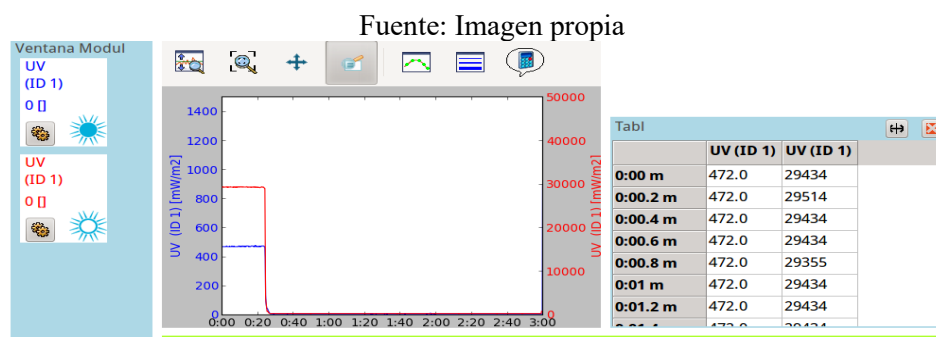 Fuente: Imagen propia
Ventana Modul
UV
(ID 1)
0 []
UV
(ID 1)
0 []
UV (ID 1) [mW/m2]
1400
1200
1000
800
600
400
200
0
50000
40000
30000
20000
10000
0
UV (ID 1) [mW/m2]
0:00 0:20 0:40 1:00 1:20 1:40 2:00 2:20 2:40 3:00
Tabl
UV (ID 1) UV (ID 1)
0:00 m 472.0 29434
0:00.2 m 472.0 29514
0:00.4 m 472.0 29434
0:00.6 m 472.0 29434
0:00.8 m 472.0 29355
0:01 m 472.0 29434
0:01.2 m 472.0 29434